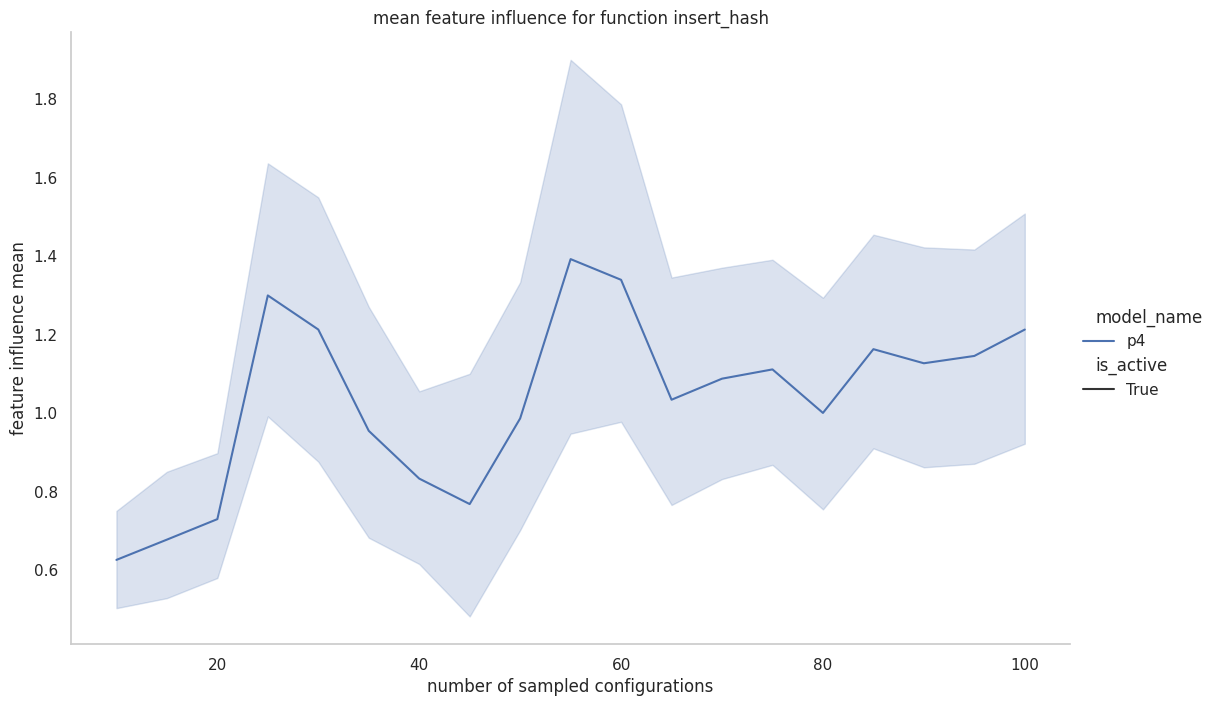 mean feature influence for function insert_hash
feature influence mean
1.8
1.6
1.4
1.2
1.0
0.8
0.6
20
40
60
80
100
number of sampled configurations
model_name
p4
is_active
True